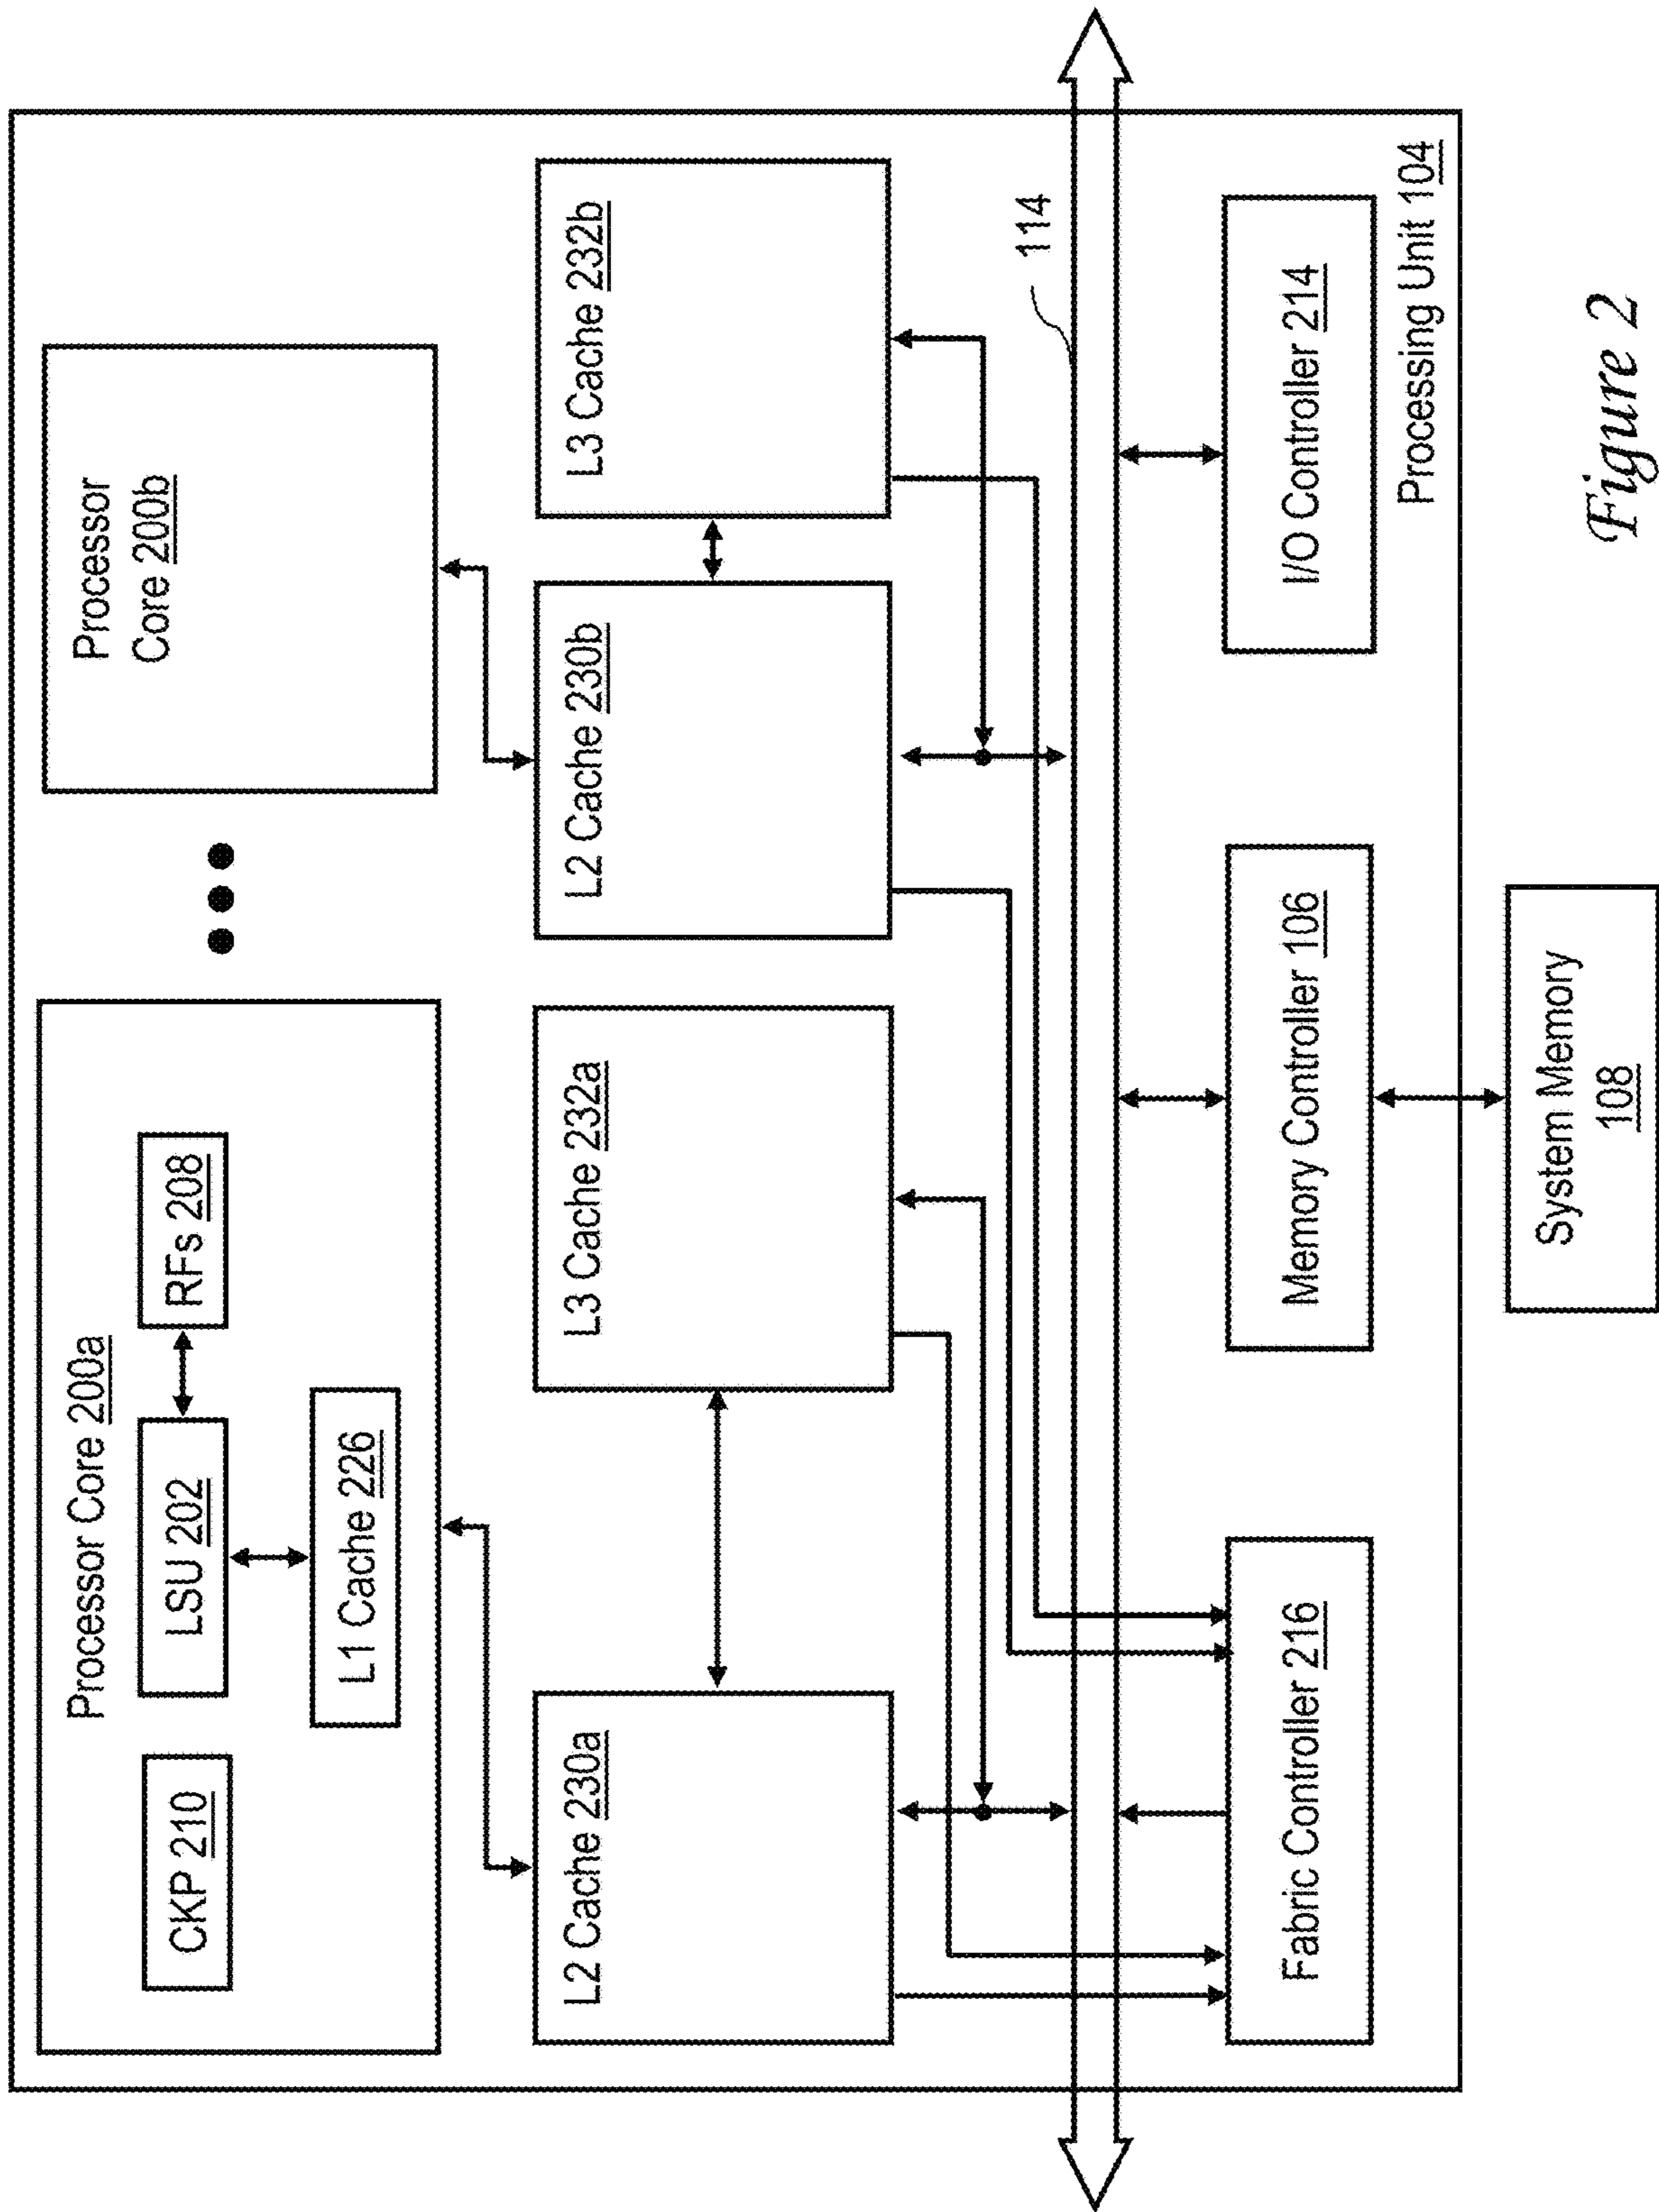 Processor Core 200a
CKP 210
LSU 202
RFs 208
L1 Cache 226
Processor
Core 200b
L2 Cache 230a
L3 Cache 232a
L2 Cache 230b
L3 Cache 232b
114
Fabric Controller 216
Memory Controller 106
I/O Controller 214
Processing Unit 104
System Memory
108
Figure 2